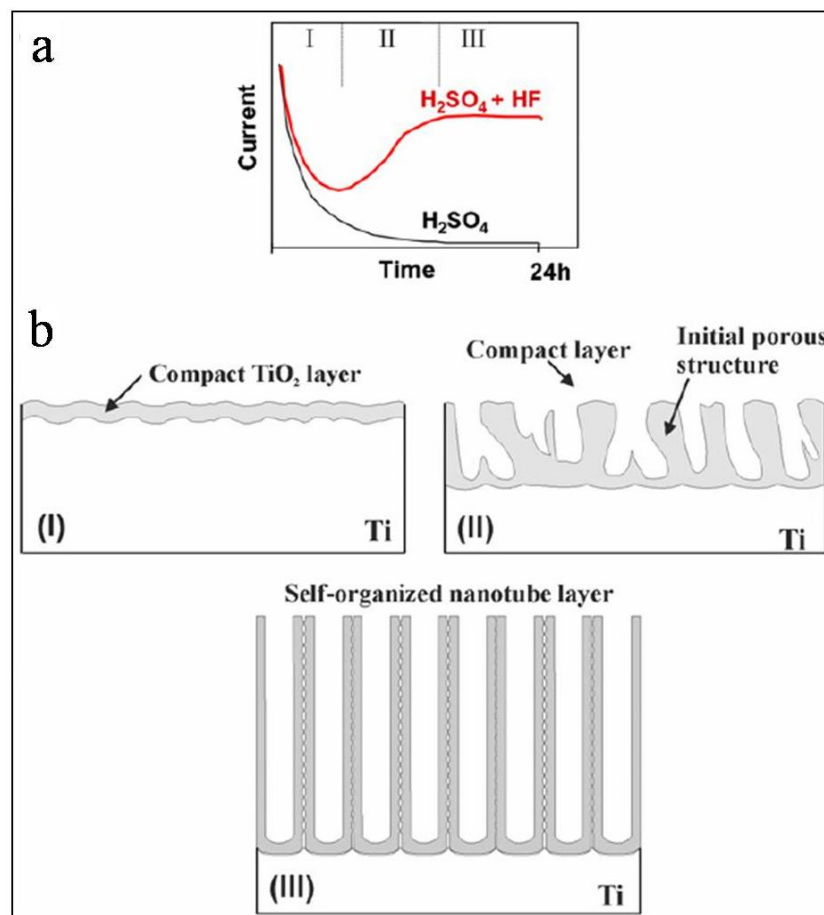 a
I II III
H₂SO₄ + HF
Current
H₂SO₄
Time
24h
b
Compact TiO₂ layer
(I)
Ti
Compact layer
Initial porous
structure
(II)
Ti
Self-organized nanotube layer
(III)
Ti